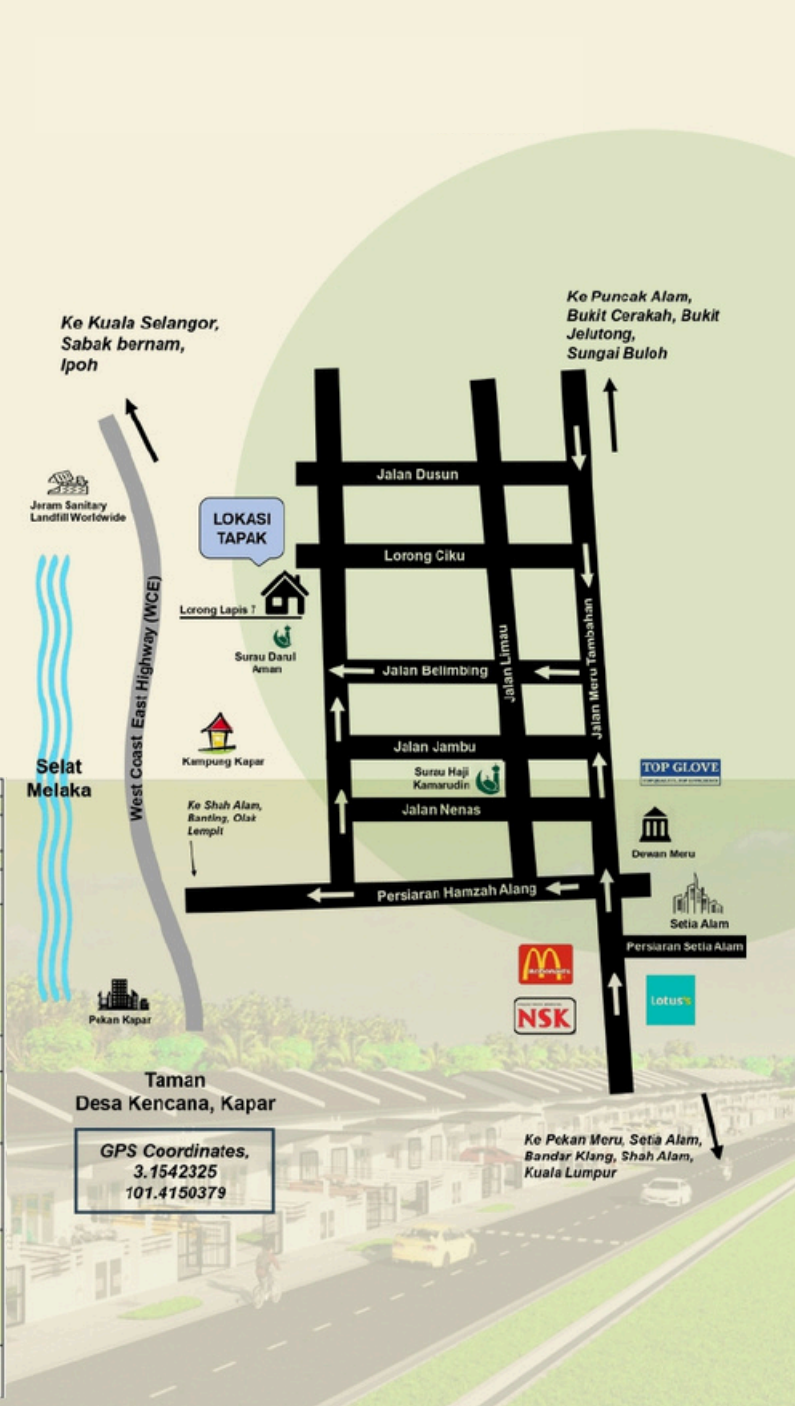 Ke Puncak Alam,
Bukit Cerakah, Bukit
Jelutong,
Sungai Buloh
Ke Kuala Selangor,
Sabak bernam,
Ipoh
Jalan Dusun
Jeram Sanitary
Landfill Worldwide
LOKASI
TAPAK
Lorong Ciku
Lorong Lapis 7
Surau Darul
Aman
Jalan Belimbing
Jalan Limau
Jalan Meru Tambahan
West Coast East Highway (WCE)
Jalan Jambu
Kampung Kapar
Selat
Melaka
Surau Haji
Kamarudin
TOP GLOVE
Ke Shah Alam,
Banting, Olak
Lempit
Jalan Nenas
Dewan Meru
Persiaran Hamzah Alang
Setia Alam
Persiaran Setia Alam
McDonald's
NSK
Lotus's
Pekan Kapar
Taman
Desa Kencana, Kapar
GPS Coordinates,
3.1542325
101.4150379
Ke Pekan Meru, Setia Alam,
Bandar Klang, Shah Alam,
Kuala Lumpur